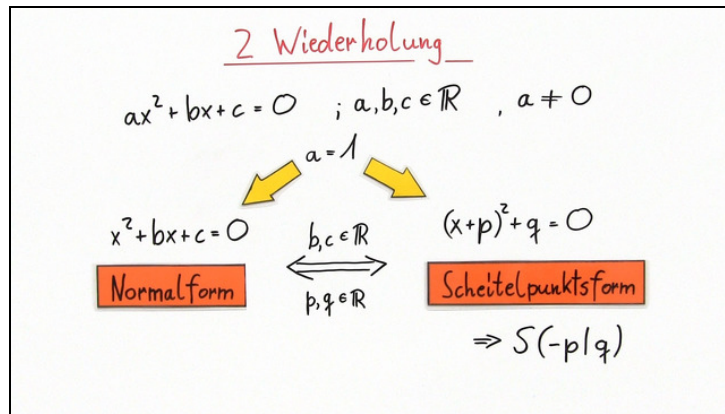 2 Wiederholung
ax² + bx + c = 0 ; a, b, c ∈ ℝ , a ≠ 0
a = 1
x² + bx + c = 0
b, c ∈ ℝ
(x+p)² + q = 0
Normalform
⟺
p, q ∈ ℝ
Scheitelpunktsform
⇒ S(-p|q)